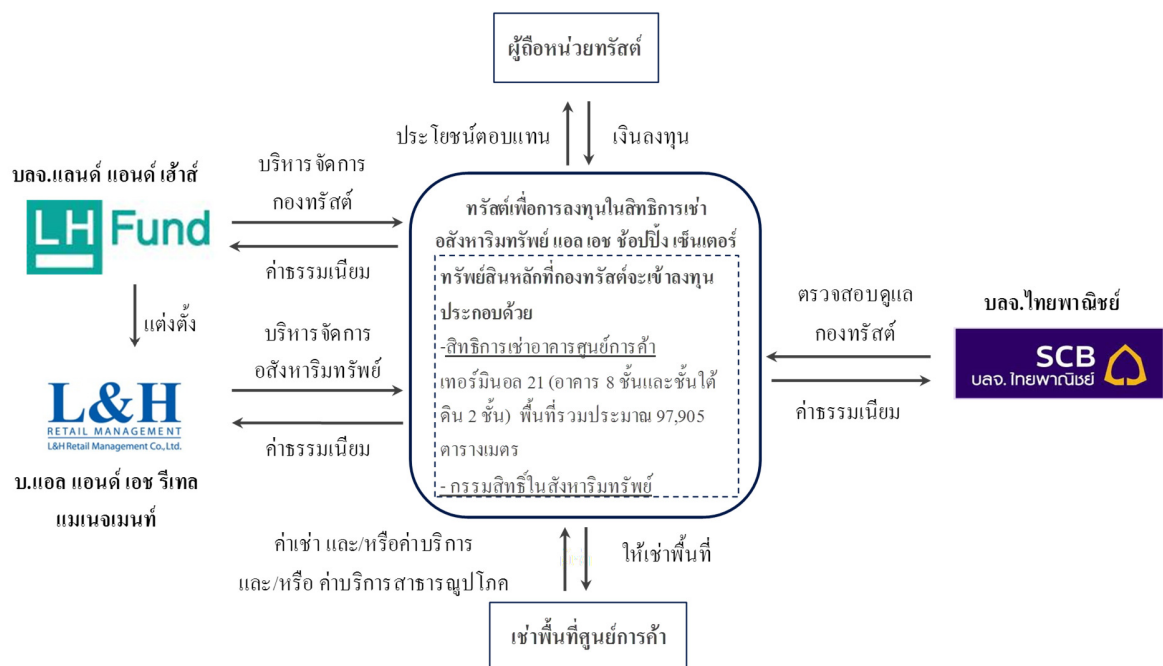 ผู้ถือหน่วยทรัสต์
ประโยชน์ตอบแทน
เงินลงทุน
บลจ.แลนด์ แอนด์ เฮ้าส์
LH Fund
บริหารจัดการ
กองทรัสต์
ค่าธรรมเนียม
แต่งตั้ง
บริหารจัดการ
อสังหาริมทรัพย์
ค่าธรรมเนียม
L&H
RETAIL MANAGEMENT
L&H Retail Management Co.,Ltd.
บ.แอล แอนด์ เอช รีเทล
แมเนจเมนท์
ทรัสต์เพื่อการลงทุนในสิทธิการเช่า
อสังหาริมทรัพย์ แอล เอช ช้อปปิ้ง เซ็นเตอร์
ทรัพย์สินหลักที่กองทรัสต์จะเข้าลงทุน
ประกอบด้วย
-สิทธิการเช่าอาคารศูนย์การค้า
เทอร์มินอล 21 (อาคาร 8 ชั้นและชั้นใต้
ดิน 2 ชั้น) พื้นที่รวมประมาณ 97,905
ตารางเมตร
- กรรมสิทธิ์ในสังหาริมทรัพย์
ตรวจสอบดูแล
กองทรัสต์
ค่าธรรมเนียม
บลจ.ไทยพาณิชย์
SCB
บลจ. ไทยพาณิชย์
ค่าเช่า และ/หรือค่าบริการ
และ/หรือ ค่าบริการสาธารณูปโภค
ให้เช่าพื้นที่
เช่าพื้นที่ศูนย์การค้า